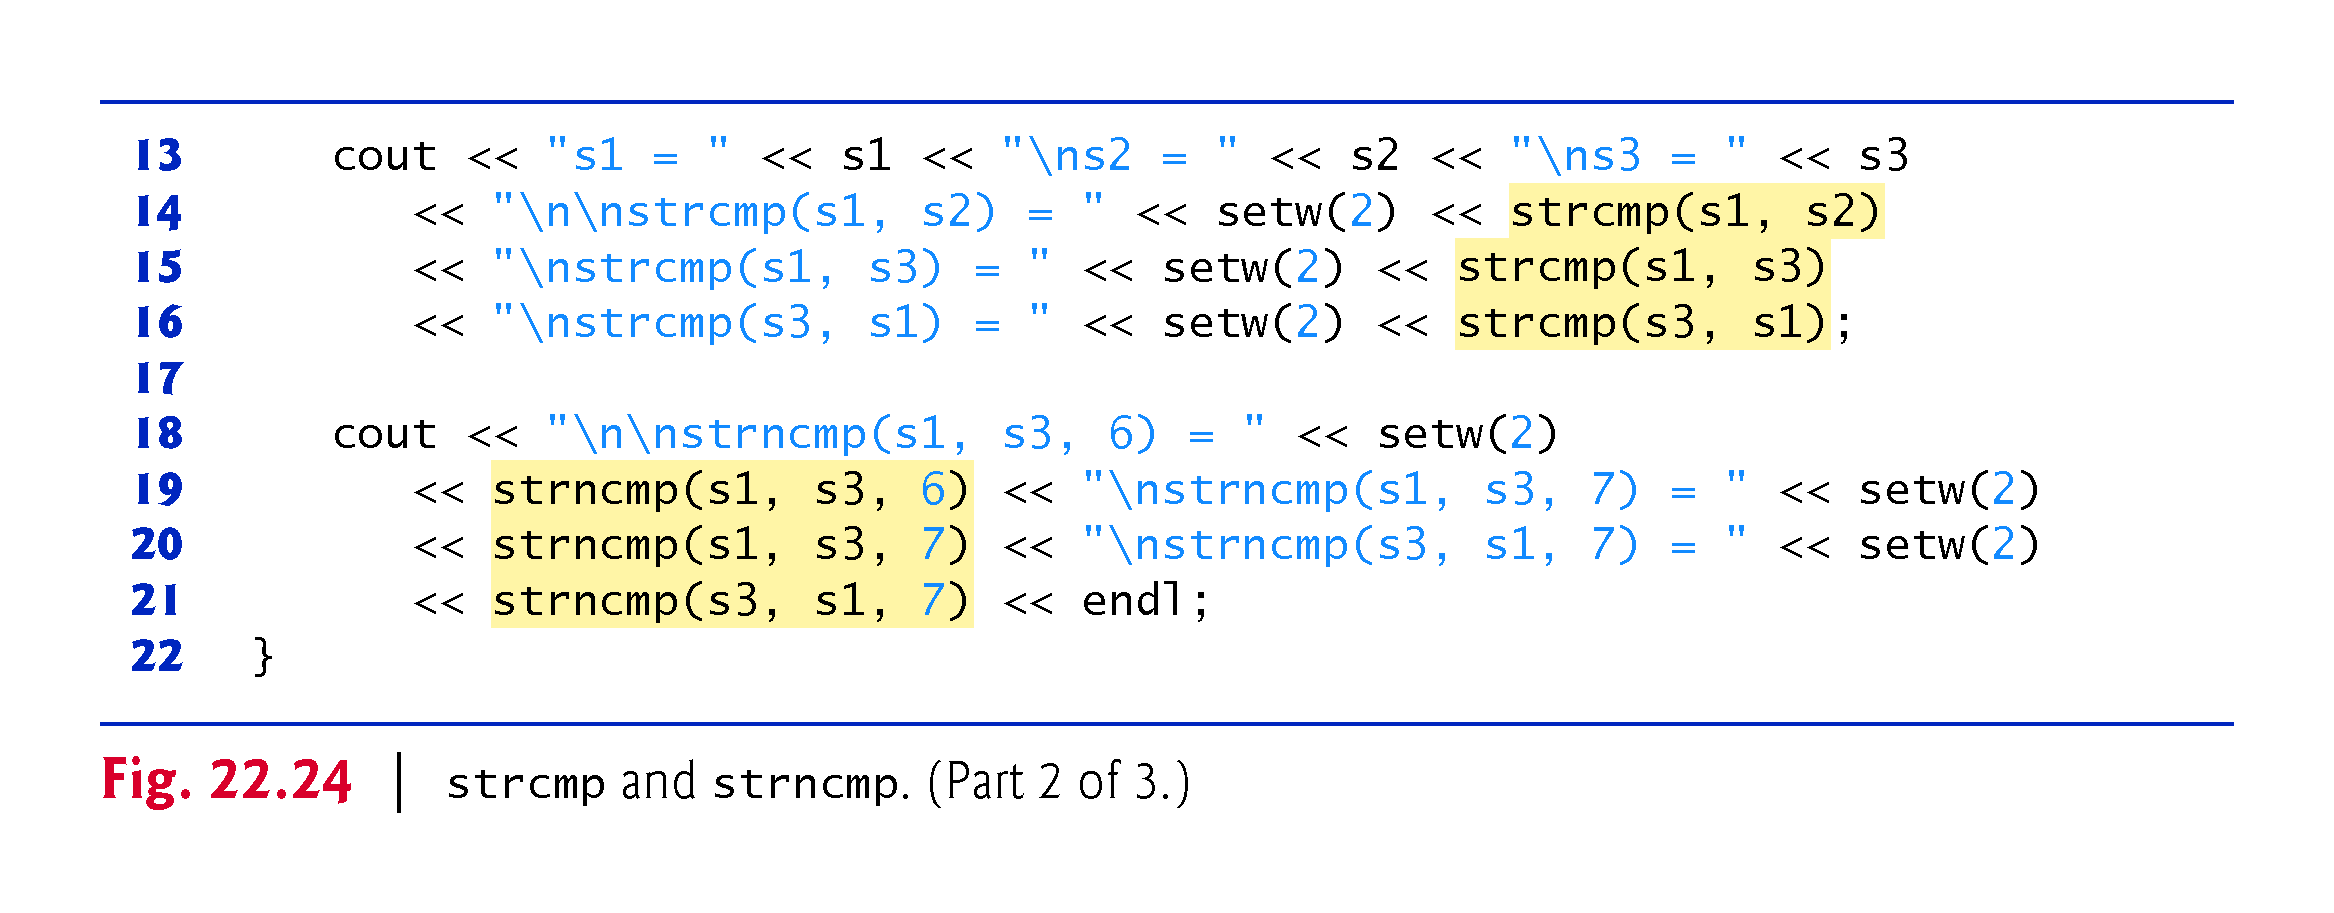 13 cout << "s1 = " << s1 << "\ns2 = " << s2 << "\ns3 = " << s3
14 << "\n\nstrcmp(s1, s2) = " << setw(2) << strcmp(s1, s2)
15 << "\nstrcmp(s1, s3) = " << setw(2) << strcmp(s1, s3)
16 << "\nstrcmp(s3, s1) = " << setw(2) << strcmp(s3, s1);
17
18 cout << "\n\nstrncmp(s1, s3, 6) = " << setw(2)
19 << strncmp(s1, s3, 6) << "\nstrncmp(s1, s3, 7) = " << setw(2)
20 << strncmp(s1, s3, 7) << "\nstrncmp(s3, s1, 7) = " << setw(2)
21 << strncmp(s3, s1, 7) << endl;
22 }
Fig. 22.24 | strcmp and strncmp. (Part 2 of 3.)